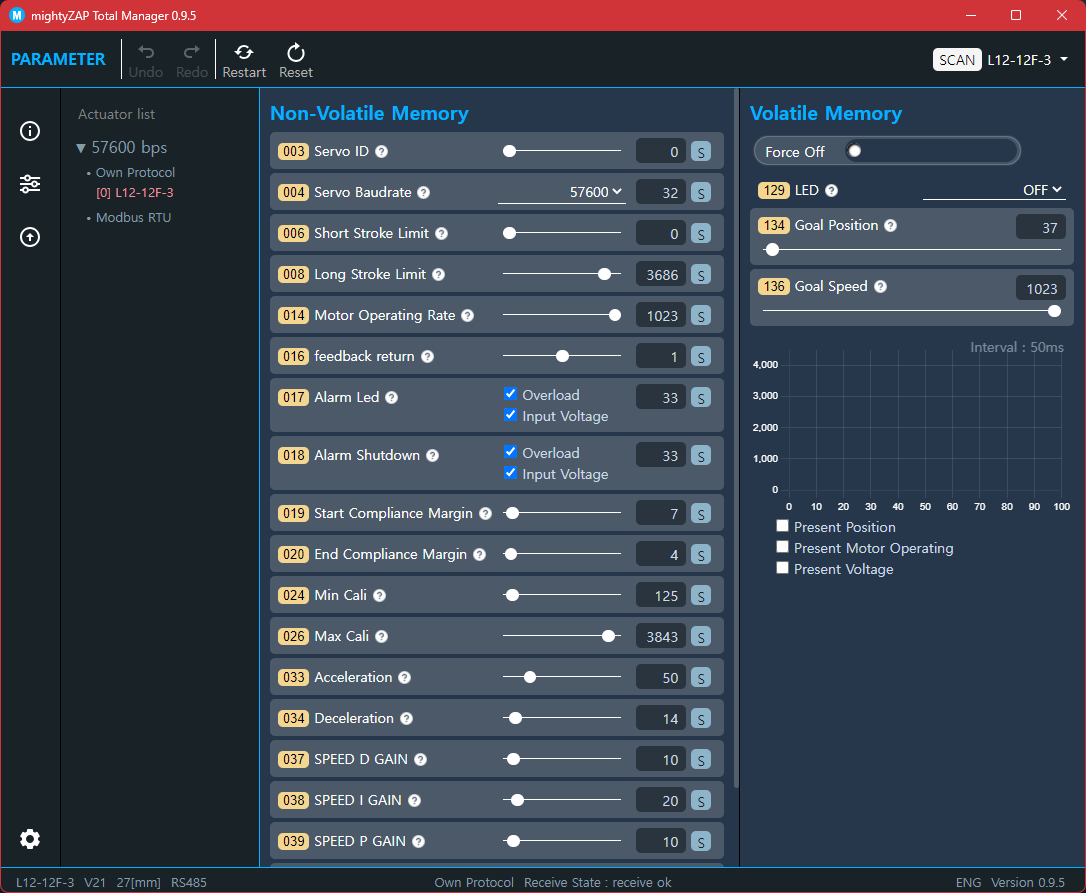 mightyZAP Total Manager 0.9.5
PARAMETER
Undo
Redo
Restart
Reset
SCAN
L12-12F-3
Actuator list
▼ 57600 bps
• Own Protocol
[0] L12-12F-3
• Modbus RTU
Non-Volatile Memory
003 Servo ID ? 0 S
004 Servo Baudrate ? 57600 32 S
006 Short Stroke Limit ? 0 S
008 Long Stroke Limit ? 3686 S
014 Motor Operating Rate ? 1023 S
016 feedback return ? 1 S
017 Alarm Led ? Overload 33 S
Input Voltage
018 Alarm Shutdown ? Overload 33 S
Input Voltage
019 Start Compliance Margin ? 7 S
020 End Compliance Margin ? 4 S
024 Min Cali ? 125 S
026 Max Cali ? 3843 S
033 Acceleration ? 50 S
034 Deceleration ? 14 S
037 SPEED D GAIN ? 10 S
038 SPEED I GAIN ? 20 S
039 SPEED P GAIN ? 10 S
Volatile Memory
Force Off
129 LED ? OFF
134 Goal Position ? 37
136 Goal Speed ? 1023
Interval : 50ms
4,000
3,000
2,000
1,000
0
0 10 20 30 40 50 60 70 80 90 100
Present Position
Present Motor Operating
Present Voltage
L12-12F-3 V21 27[mm] RS485
Own Protocol Receive State : receive ok
ENG Version 0.9.5